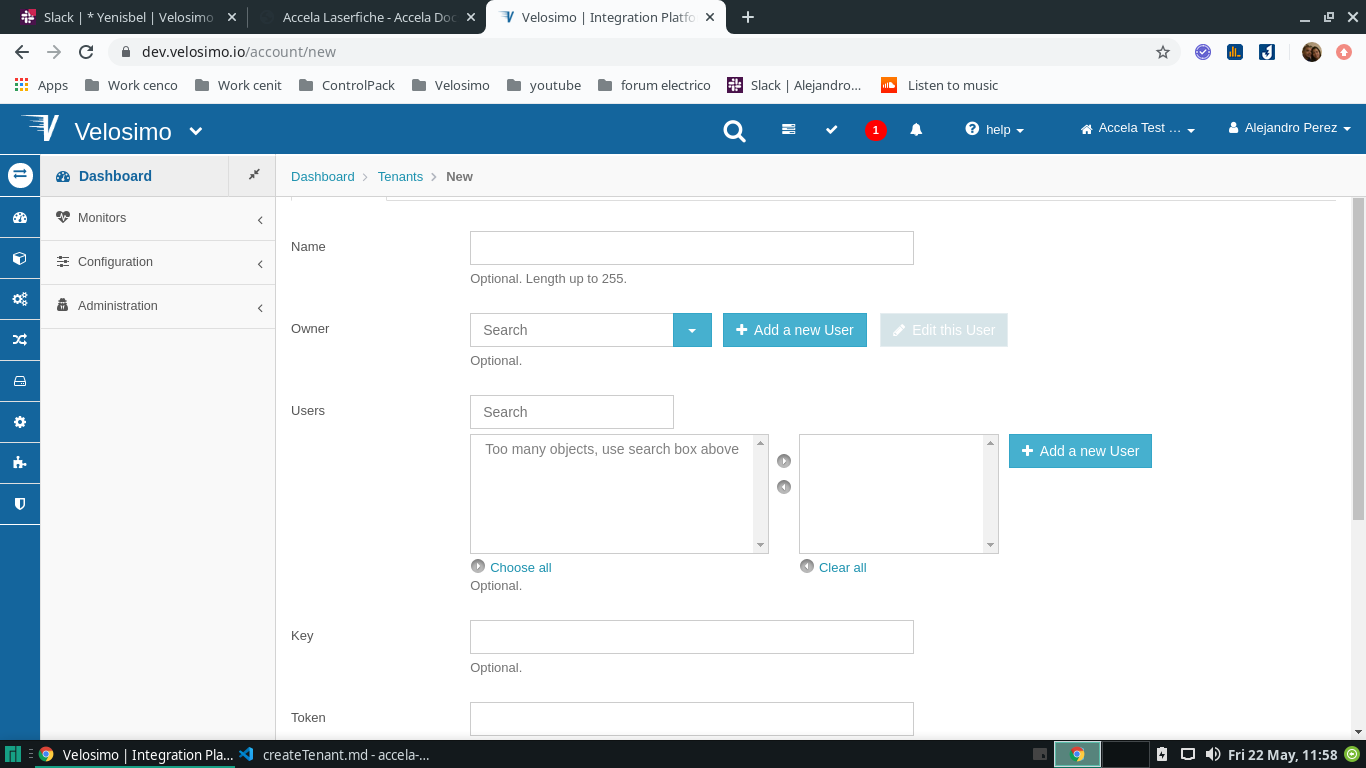 Slack | * Yenisbel | Velosimo
Accela Laserfiche - Accela Doc
Velosimo | Integration Platfo
dev.velosimo.io/account/new
Apps
Work cenco
Work cenit
ControlPack
Velosimo
youtube
forum electrico
Slack | Alejandro...
Listen to music
Velosimo
1
help
Accela Test ...
Alejandro Perez
Dashboard
Dashboard
Tenants
New
Monitors
Configuration
Administration
Name
Optional. Length up to 255.
Owner
Search
Add a new User
Edit this User
Optional.
Users
Search
Too many objects, use search box above
Add a new User
Choose all
Clear all
Optional.
Key
Optional.
Token
Velosimo | Integration Pla...
createTenant.md - accela-...
Fri 22 May, 11:58